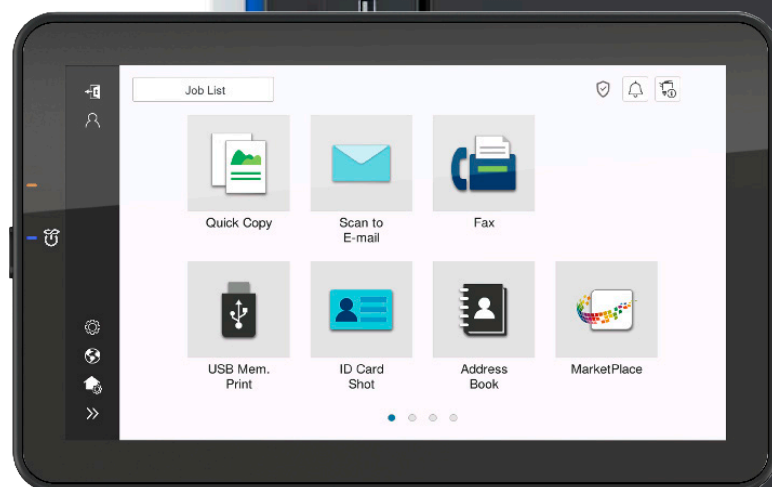 Job List
Quick Copy
Scan to
E-mail
Fax
USB Mem.
Print
ID Card
Shot
Address
Book
MarketPlace